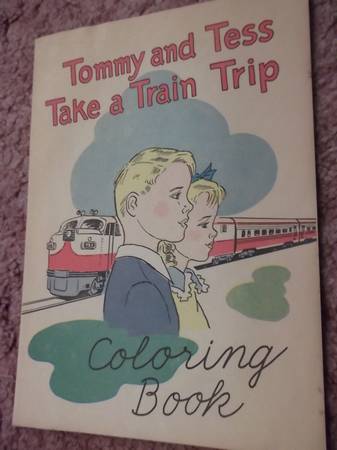 Tommy and Tess
Take a Train Trip
Coloring
Book